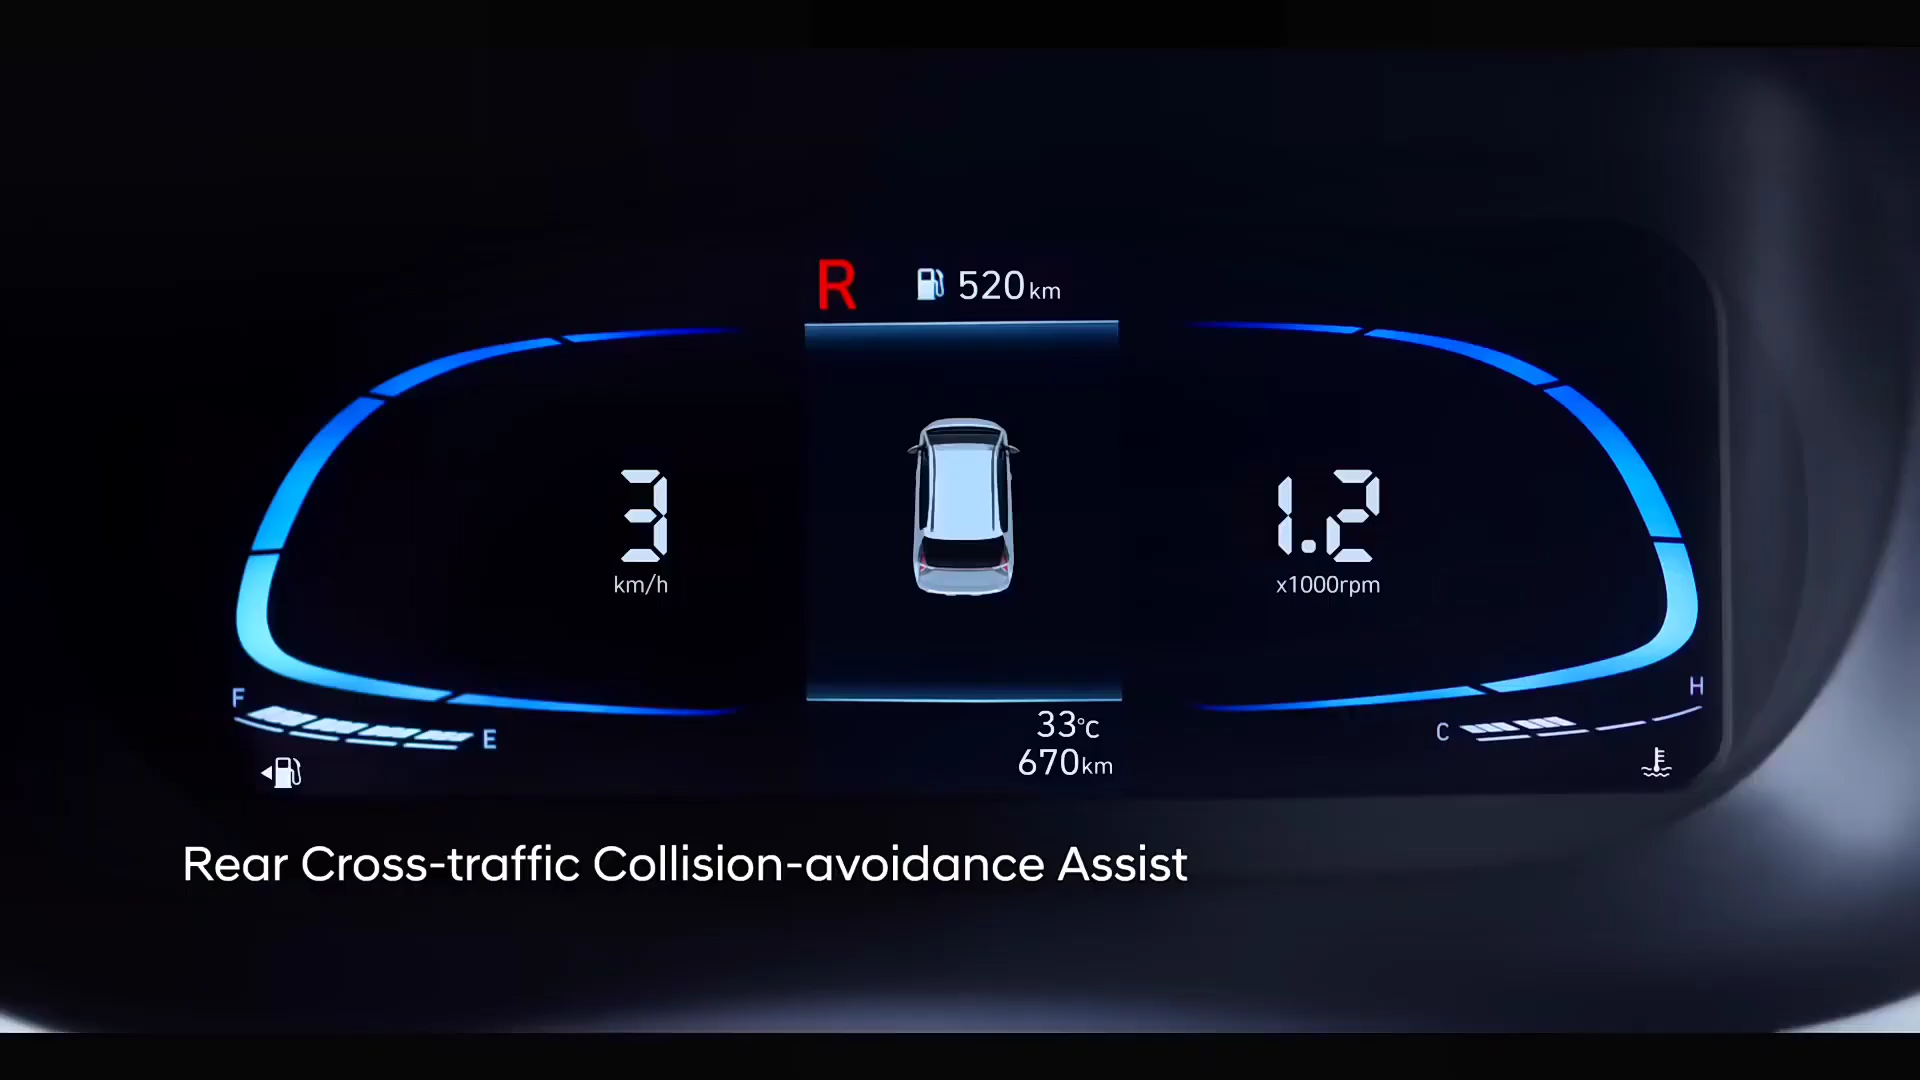 R 520km
3
km/h
1.2
x1000rpm
F
E
H
C
33°C
670km
Rear Cross-traffic Collision-avoidance Assist